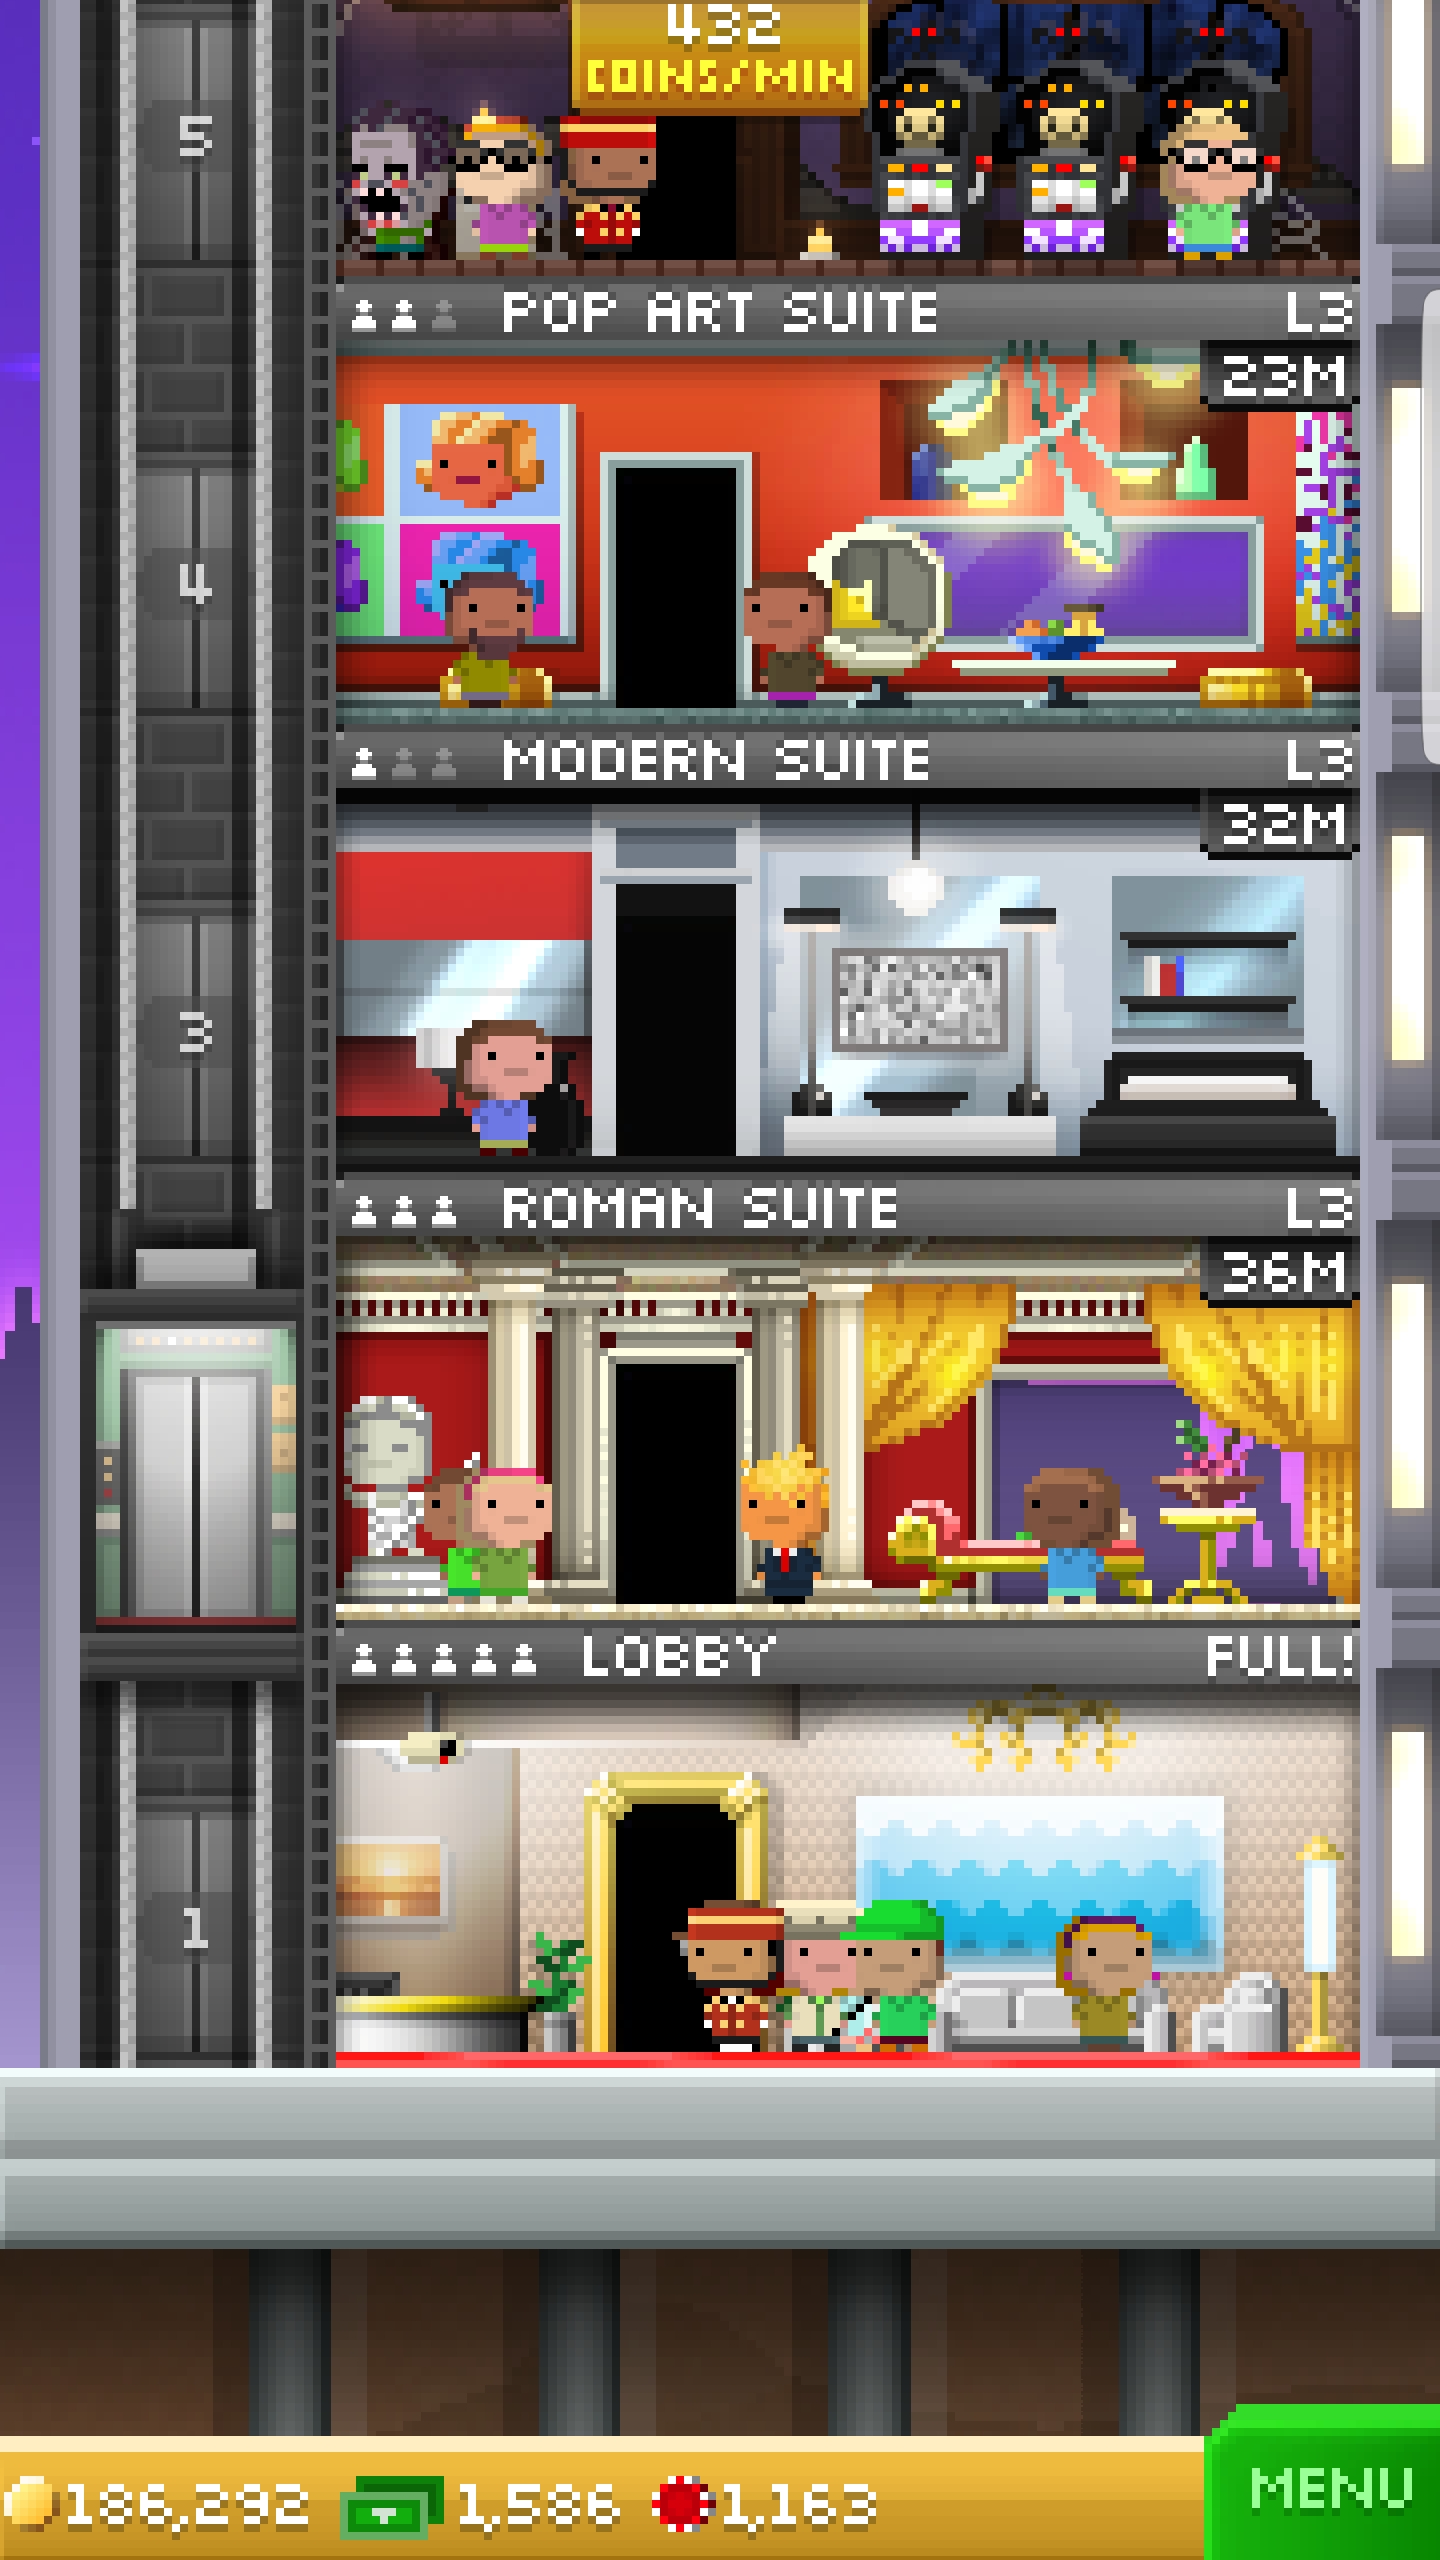 432
COINS/MIN
5
POP ART SUITE L3
23M
4
MODERN SUITE L3
32M
3
ROMAN SUITE L3
36M
LOBBY FULL!
1
186,292 1,586 1,163
MENU